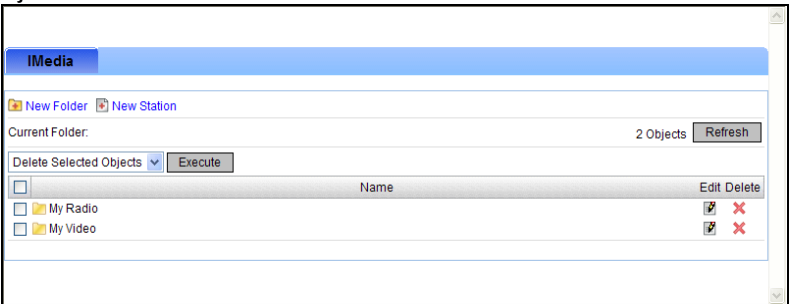 IMedia
New Folder New Station
Current Folder: 2 Objects Refresh
Delete Selected Objects Execute
Name Edit Delete
My Radio
My Video